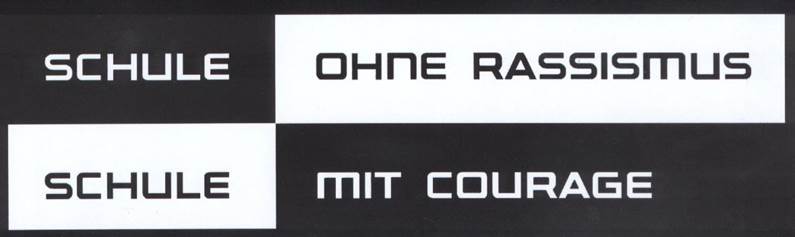 SCHULE OHNE RASSISMUS
SCHULE MIT COURAGE